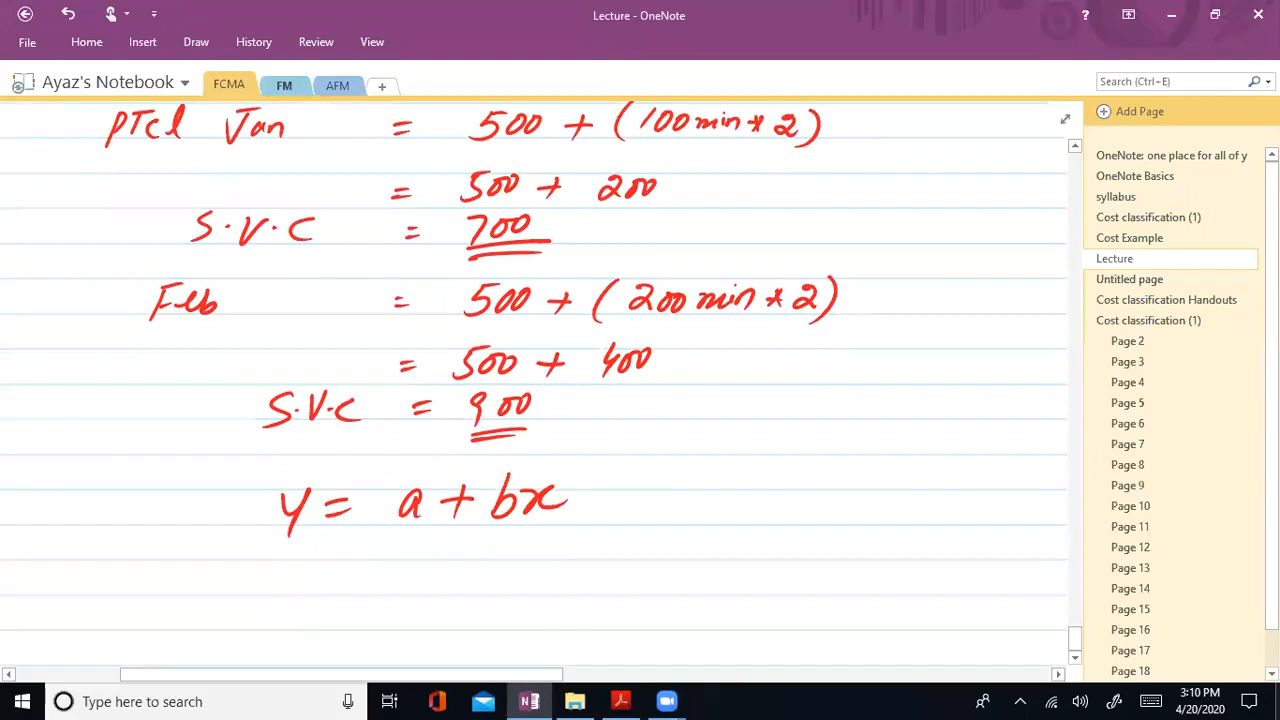 Lecture - OneNote
?
File Home Insert Draw History Review View
Ayaz's Notebook FCMA FM AFM +
Search (Ctrl+E)
PTCL Jan = 500 + (100min*2)
= 500 + 200
S.V.C = 700
Feb = 500 + (200min*2)
= 500 + 400
S.V.C = 900
y = a + bx
Add Page
OneNote: one place for all of y
OneNote Basics
syllabus
Cost classification (1)
Cost Example
Lecture
Untitled page
Cost classification Handouts
Cost classification (1)
Page 2
Page 3
Page 4
Page 5
Page 6
Page 7
Page 8
Page 9
Page 10
Page 11
Page 12
Page 13
Page 14
Page 15
Page 16
Page 17
Page 18
Type here to search
3:10 PM
4/20/2020